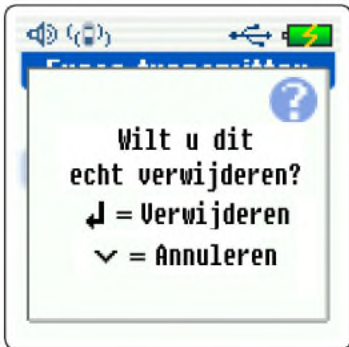 Wilt u dit
echt verwijderen?
↲ = Verwijderen
⌵ = Annuleren